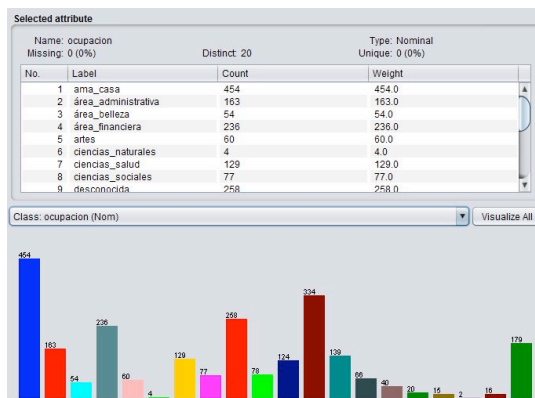 Selected attribute
Name: ocupacion Type: Nominal
Missing: 0 (0%) Distinct: 20 Unique: 0 (0%)
No. Label Count Weight
1 ama_casa 454 454.0
2 área_administrativa 163 163.0
3 área_belleza 54 54.0
4 área_financiera 236 236.0
5 artes 60 60.0
6 ciencias_naturales 4 4.0
7 ciencias_salud 129 129.0
8 ciencias_sociales 77 77.0
9 desconocida 258 258.0
Class: ocupacion (Nom) Visualize All
454
334
258
236
179
163
139
129
124
77 78
66
54 60
40
20 15 16
4 2